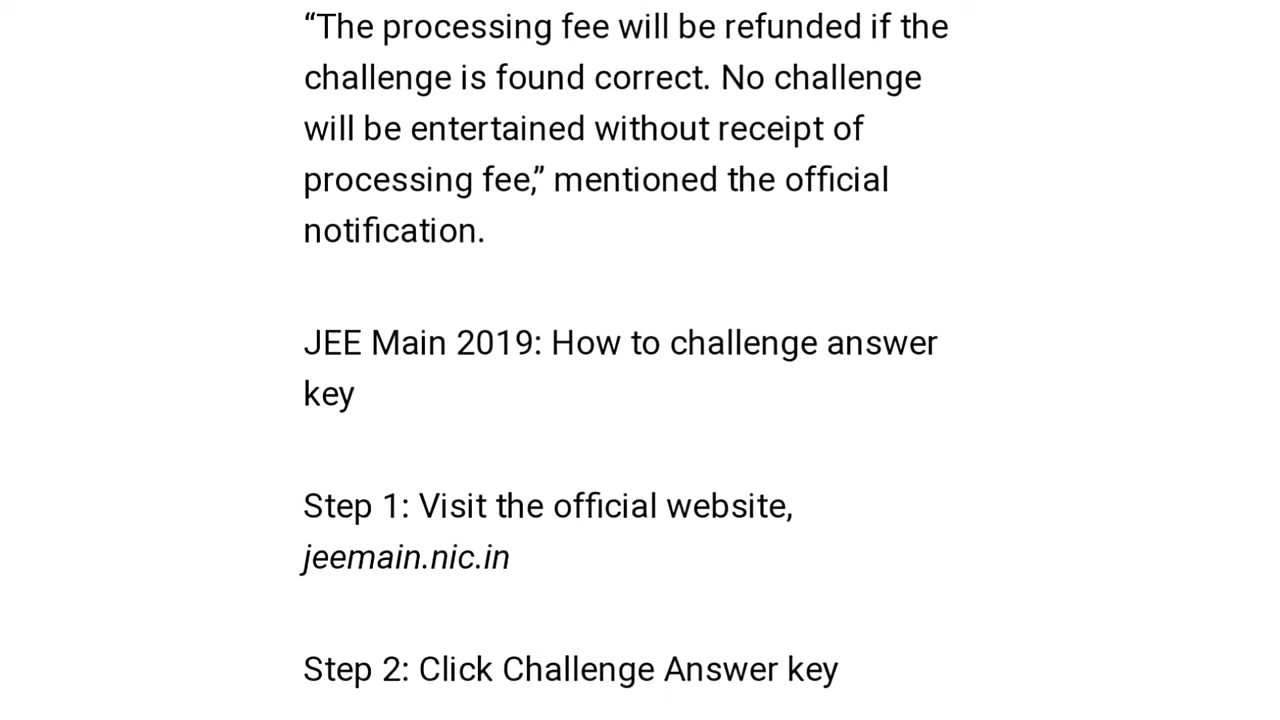 “The processing fee will be refunded if the
challenge is found correct. No challenge
will be entertained without receipt of
processing fee,” mentioned the official
notification.
JEE Main 2019: How to challenge answer
key
Step 1: Visit the official website,
jeemain.nic.in
Step 2: Click Challenge Answer key